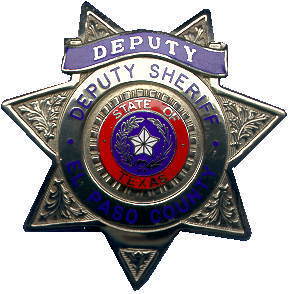 DEPUTY
DEPUTY SHERIFF
STATE OF
TEXAS
EL PASO COUNTY